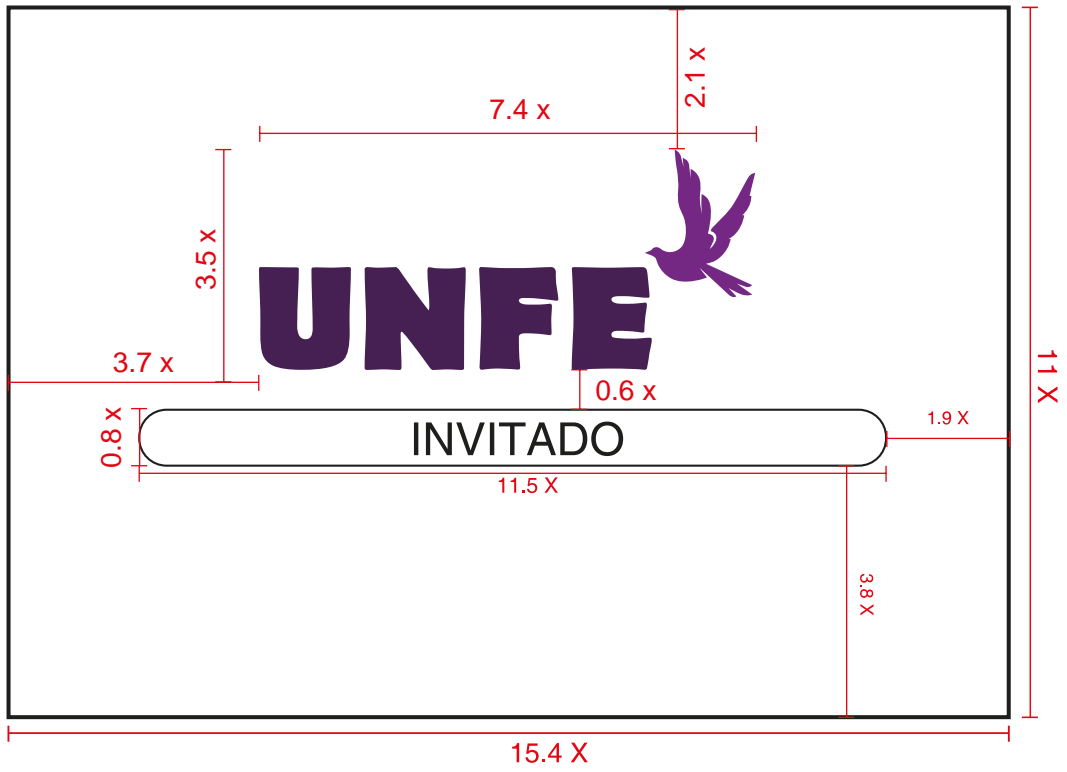 2.1 x
7.4 x
3.5 x
UNFE
3.7 x
11 X
0.6 x
0.8 x
INVITADO
1.9 X
11.5 X
3.8 X
15.4 X